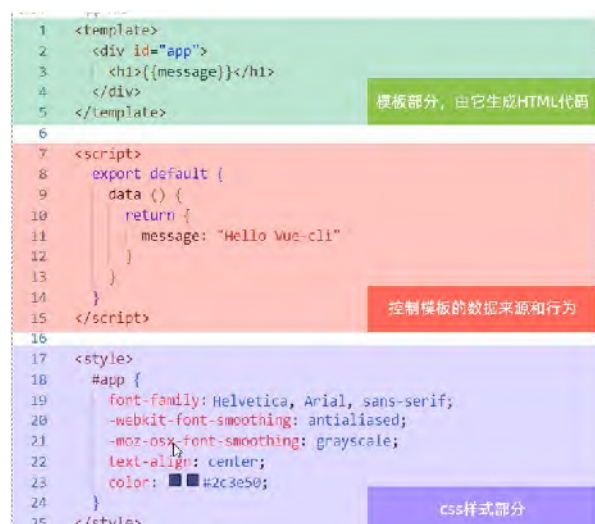 1 <template>
2 <div id="app">
3 <h1>{{message}}</h1>
4 </div>
模板部分，由它生成HTML代码
5 </template>
6
7 <script>
8 export default {
9 data () {
10 return {
11 message: "Hello Vue-cli"
12 }
13 }
14 }
控制模板的数据来源和行为
15 </script>
16
17 <style>
18 #app {
19 font-family: Helvetica, Arial, sans-serif;
20 -webkit-font-smoothing: antialiased;
21 -moz-osx-font-smoothing: grayscale;
22 text-align: center;
23 color: #2c3e50;
24 }
css样式部分
25 </style>